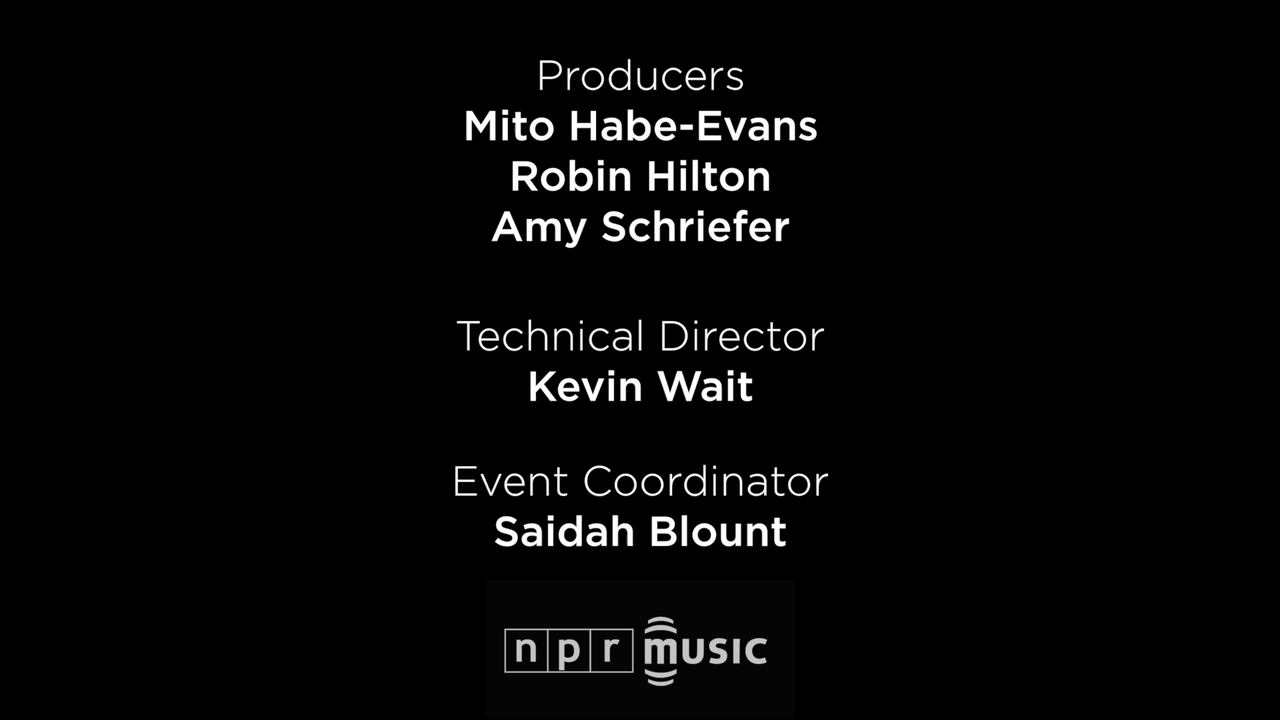 Producers
Mito Habe-Evans
Robin Hilton
Amy Schriefer
Technical Director
Kevin Wait
Event Coordinator
Saidah Blount
npr music